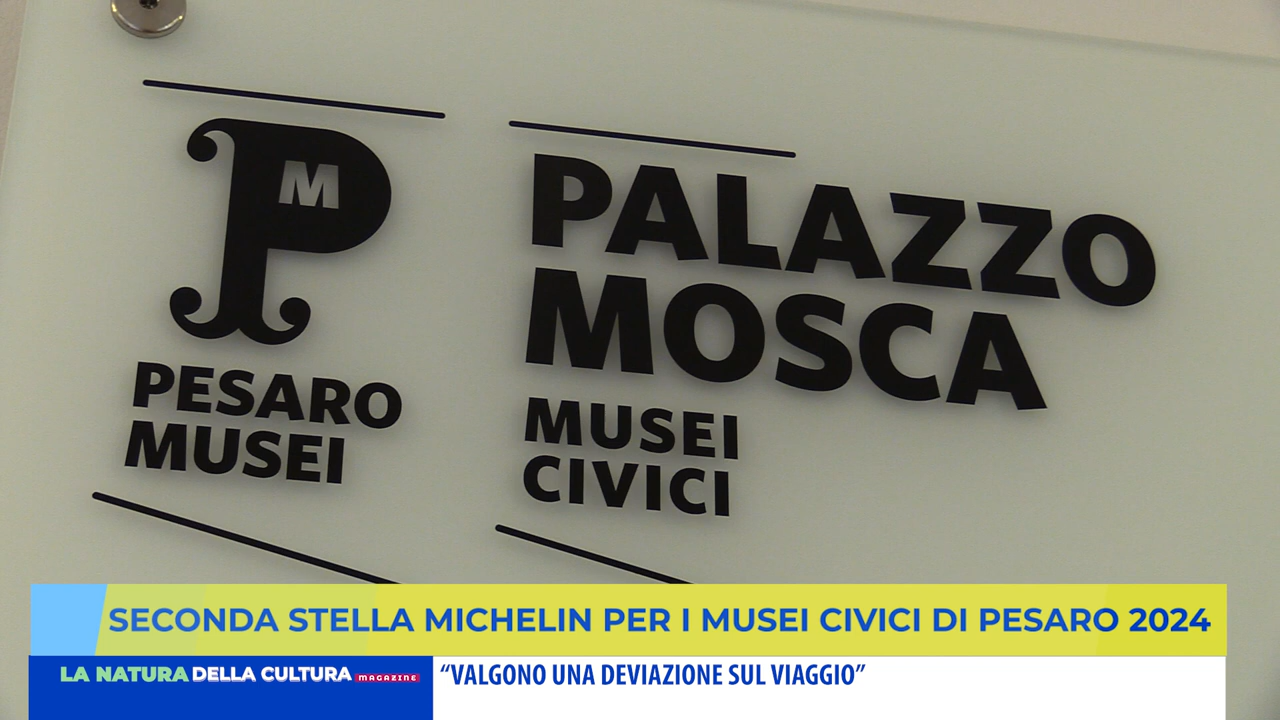 M
PESARO
MUSEI
PALAZZO
MOSCA
MUSEI
CIVICI
SECONDA STELLA MICHELIN PER I MUSEI CIVICI DI PESARO 2024
LA NATURA DELLA CULTURA MAGAZINE
“VALGONO UNA DEVIAZIONE SUL VIAGGIO”